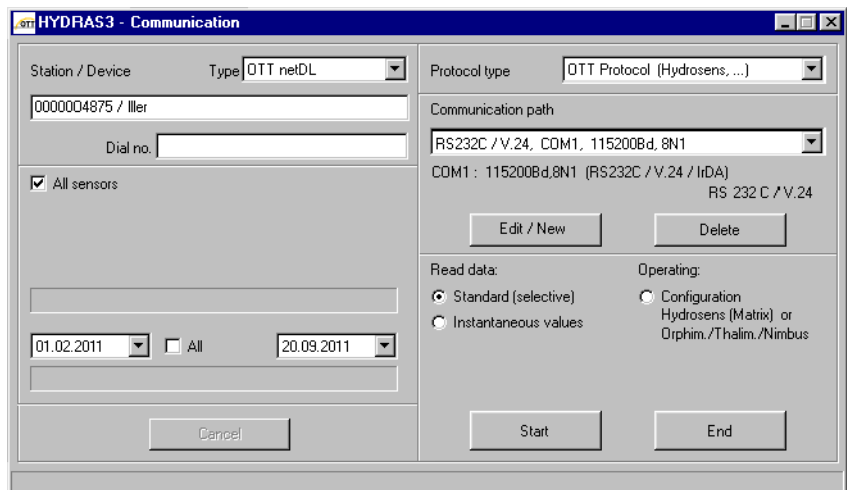 OTT HYDRAS3 - Communication
Station / Device Type OTT netDL
0000004875 / Iller
Dial no.
All sensors
01.02.2011 All 20.09.2011
Cancel
Protocol type OTT Protocol (Hydrosens, ...)
Communication path
RS232C / V.24, COM1, 115200Bd, 8N1
COM1 : 115200Bd,8N1 (RS232C / V.24 / IrDA)
RS 232 C / V.24
Edit / New Delete
Read data: Operating:
Standard (selective) Configuration
Hydrosens (Matrix) or
Instantaneous values Orphim./Thalim./Nimbus
Start End